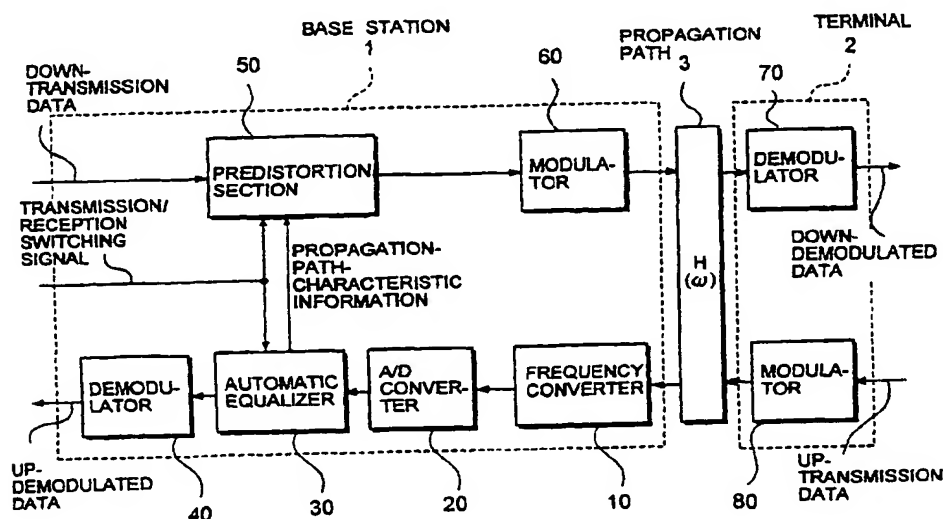 BASE STATION
1
PROPAGATION
PATH
3
TERMINAL
2
DOWN-
TRANSMISSION
DATA
50
60
70
PREDISTORTION
SECTION
MODULA-
TOR
DEMODU-
LATOR
TRANSMISSION/
RECEPTION
SWITCHING
SIGNAL
PROPAGATION-
PATH-
CHARACTERISTIC
INFORMATION
H
(ω)
DOWN-
DEMODULATED
DATA
DEMODU-
LATOR
AUTOMATIC
EQUALIZER
A/D
CONVER-
TER
FREQUENCY
CONVERTER
MODULA-
TOR
UP-
DEMODULATED
DATA
40
30
20
10
80
UP-
TRANSMISSION
DATA